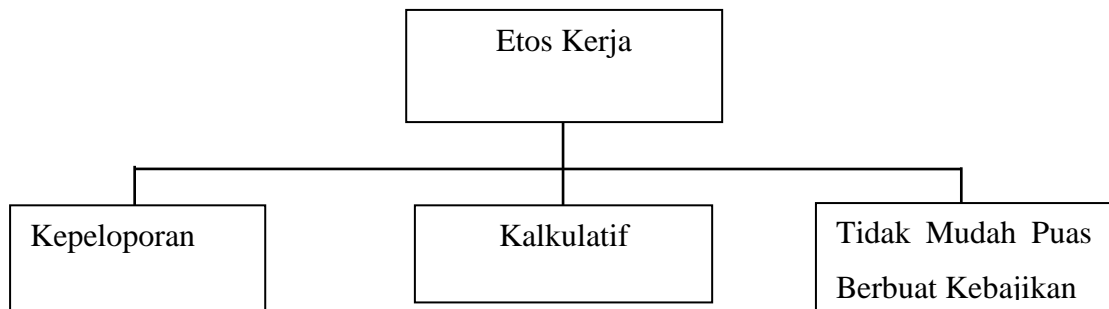 Etos Kerja
Kepeloporan
Kalkulatif
Tidak Mudah Puas
Berbuat Kebajikan